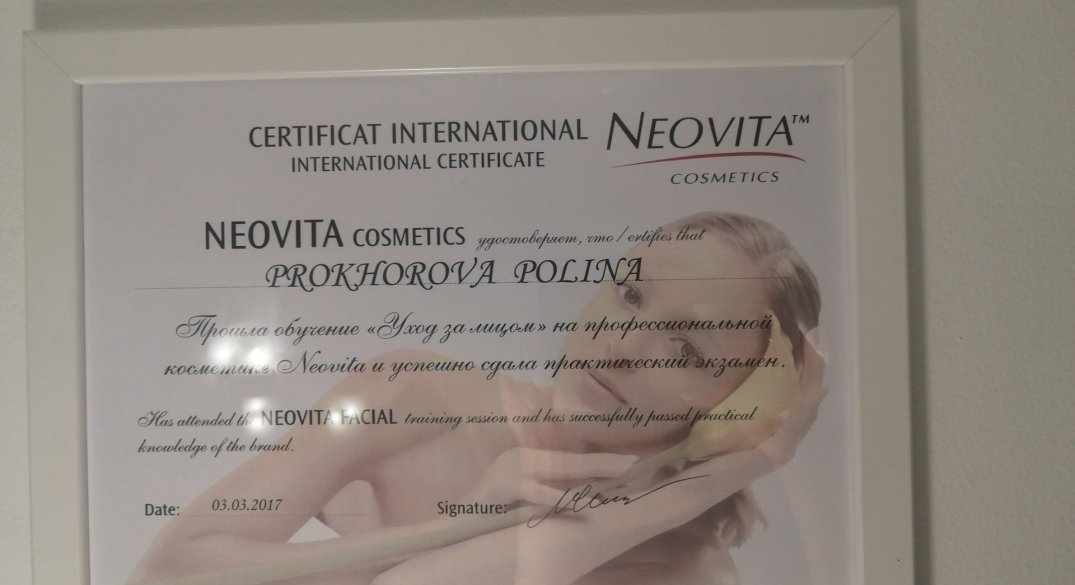 CERTIFICAT INTERNATIONAL
INTERNATIONAL CERTIFICATE
NEOVITA™
COSMETICS
NEOVITA COSMETICS удостоверяет, что / ertifies that
PROKHOROVA POLINA
Прошла обучение «Уход за лицом» на профессиональной
косметике Neovita и успешно сдала практический экзамен.
Has attended the NEOVITA FACIAL training session and has successfully passed practical
knowledge of the brand.
Date: 03.03.2017
Signature: